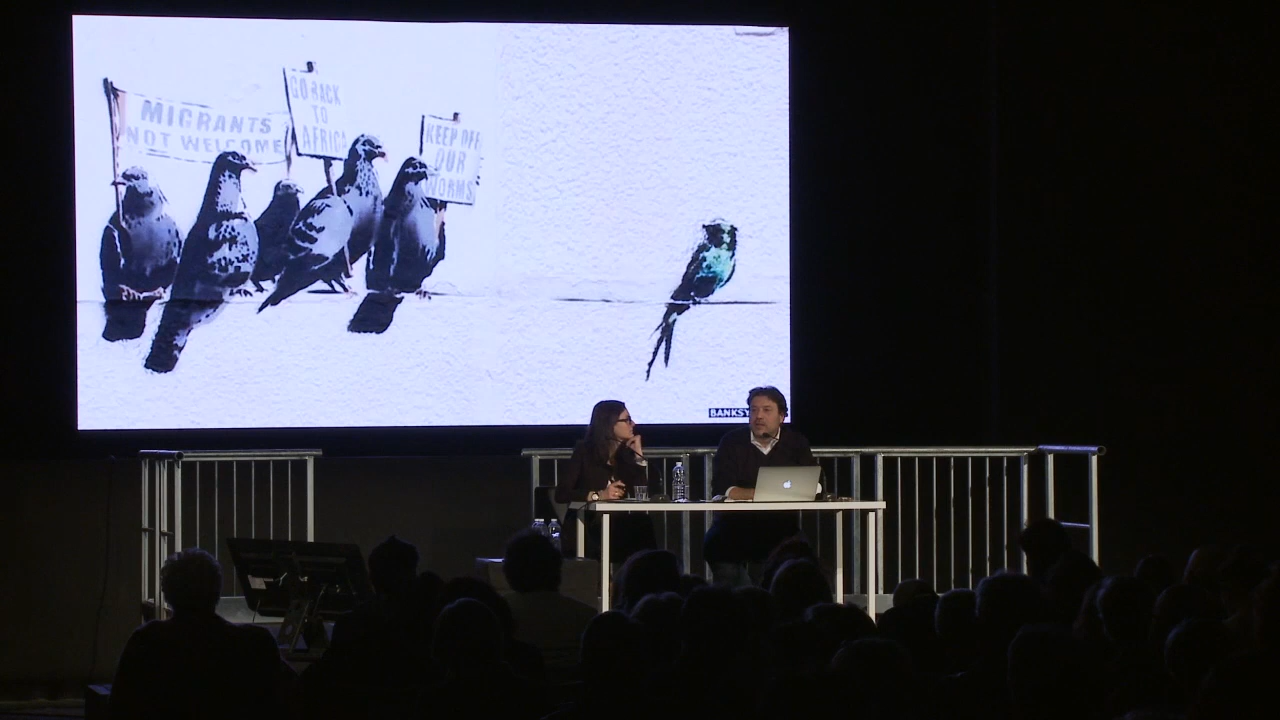 MIGRANTS
NOT WELCOME
GO BACK
TO
AFRICA
KEEP OFF
OUR
WORMS
BANKSY